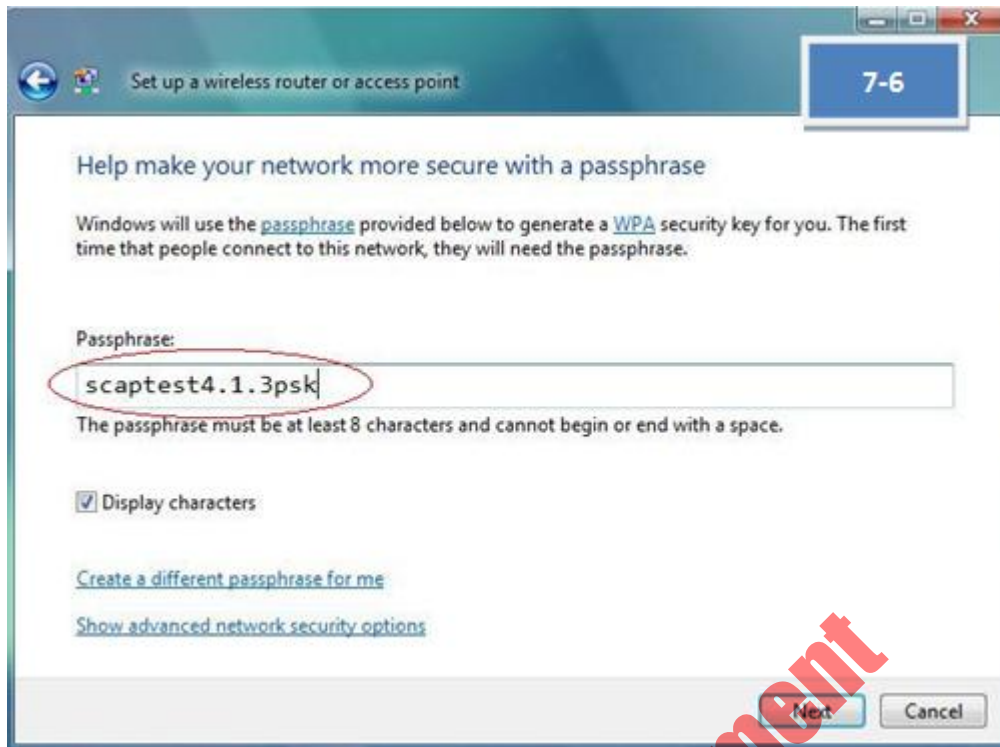 Set up a wireless router or access point
7-6
Help make your network more secure with a passphrase
Windows will use the passphrase provided below to generate a WPA security key for you. The first
time that people connect to this network, they will need the passphrase.
Passphrase:
scaptest4.1.3psk
The passphrase must be at least 8 characters and cannot begin or end with a space.
Display characters
Create a different passphrase for me
Show advanced network security options
Next
Cancel
ment